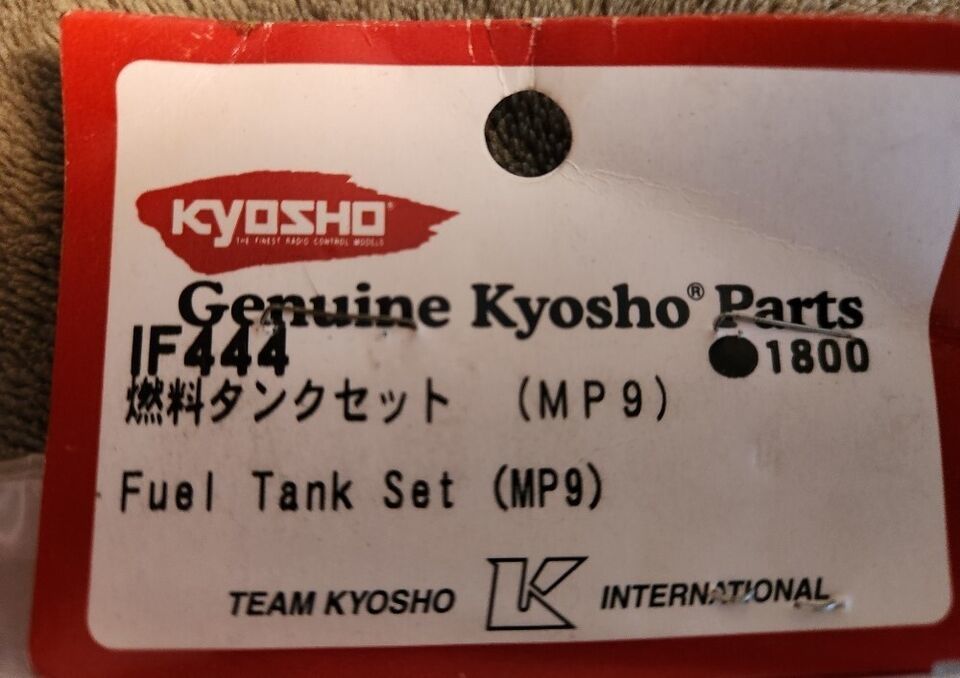 KYOSHO®
THE FINEST RADIO CONTROL MODELS
Genuine Kyosho® Parts
IF444 ●1800
燃料タンクセット (MP9)
Fuel Tank Set (MP9)
TEAM KYOSHO K INTERNATIONAL